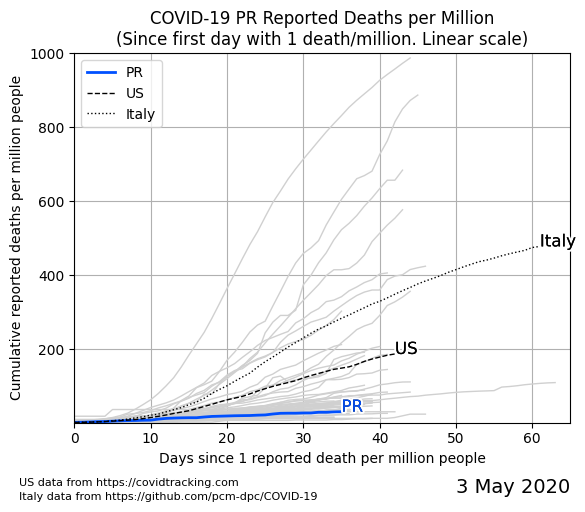 COVID-19 PR Reported Deaths per Million
(Since first day with 1 death/million. Linear scale)
Cumulative reported deaths per million people
1000
800
600
400
200
PR
US
Italy
Italy
US
PR
0
10
20
30
40
50
60
Days since 1 reported death per million people
US data from https://covidtracking.com
Italy data from https://github.com/pcm-dpc/COVID-19
3 May 2020